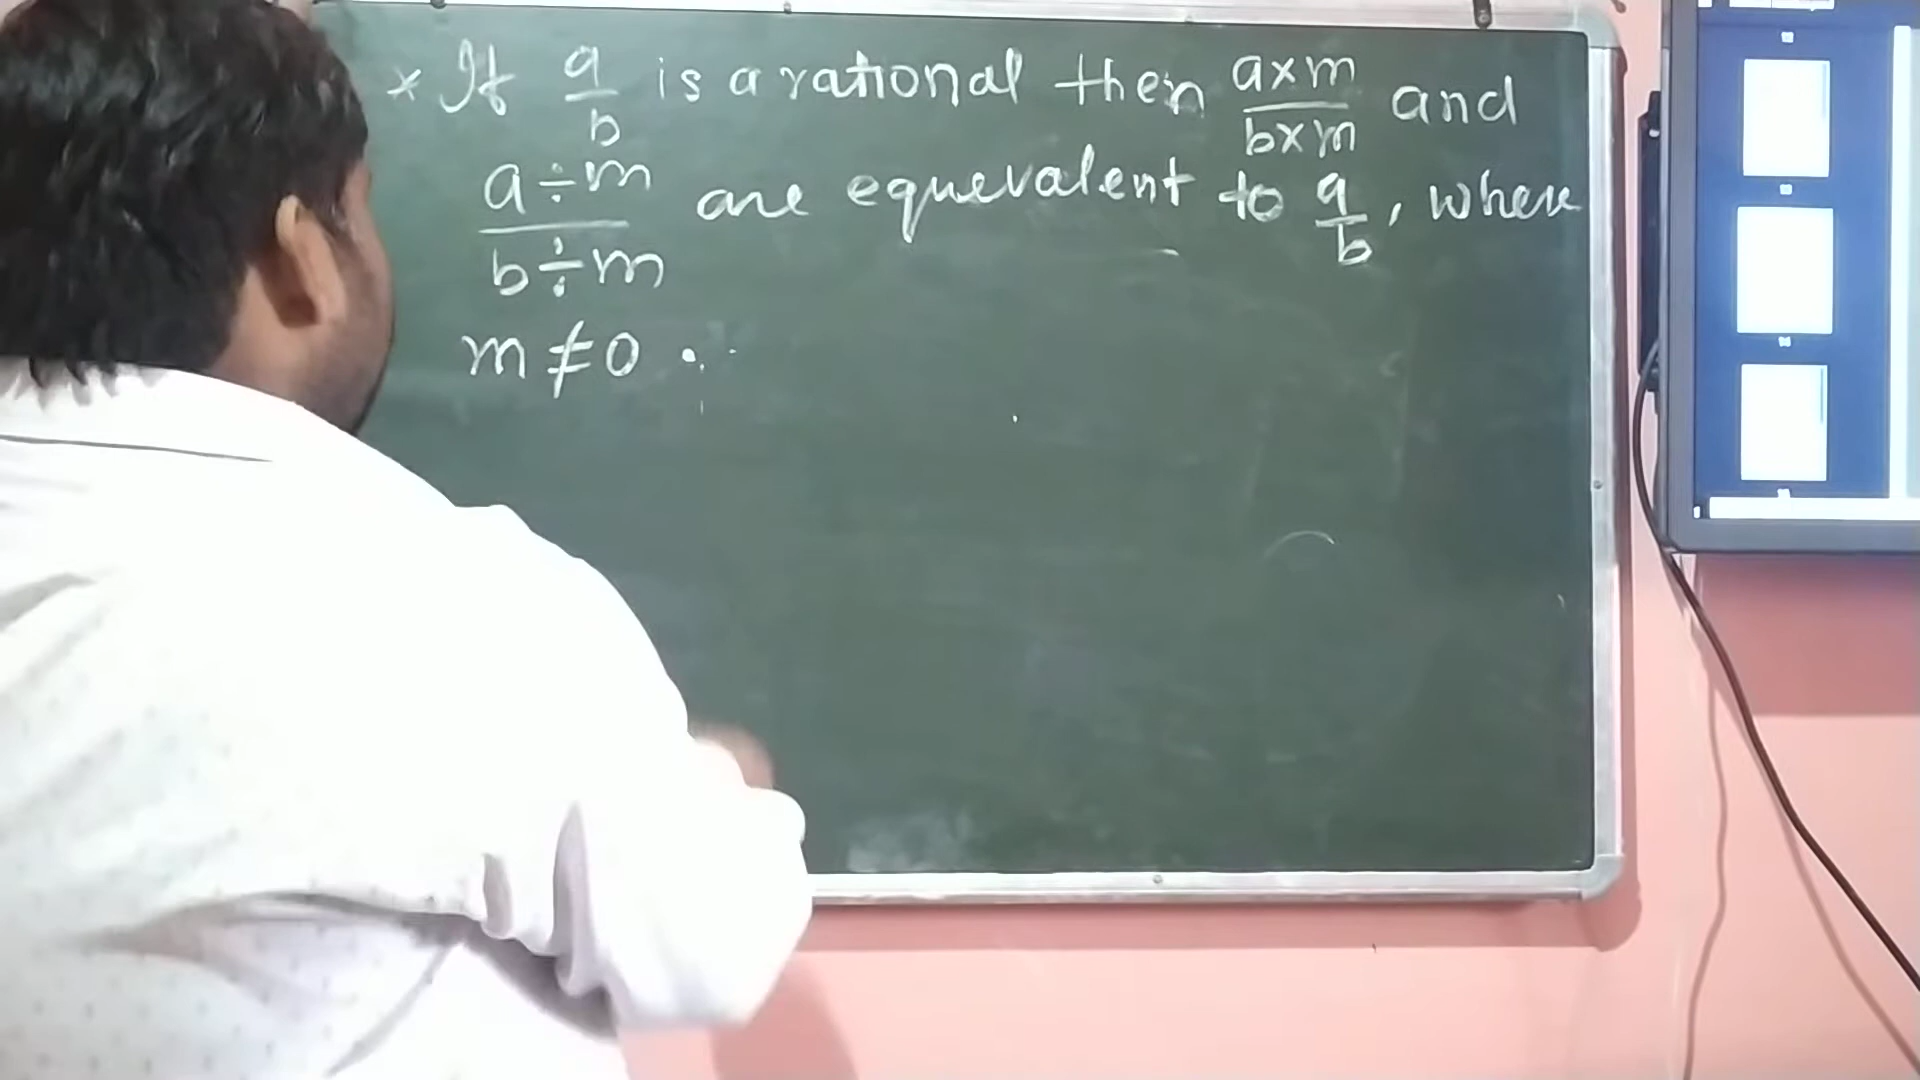 × If a/b is a rational then a×m/b×m and
a÷m/b÷m are equevalent to a/b, where
m ≠ 0 .